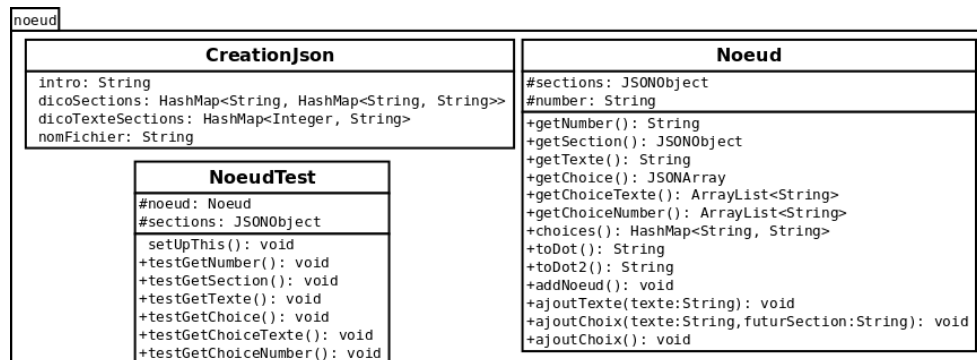 noeud
CreationJson
intro: String
dicoSections: HashMap<String, HashMap<String, String>>
dicoTexteSections: HashMap<Integer, String>
nomFichier: String
NoeudTest
#noeud: Noeud
#sections: JSONObject
setUpThis(): void
+testGetNumber(): void
+testGetSection(): void
+testGetTexte(): void
+testGetChoice(): void
+testGetChoiceTexte(): void
+testGetChoiceNumber(): void
Noeud
#sections: JSONObject
#number: String
+getNumber(): String
+getSection(): JSONObject
+getTexte(): String
+getChoice(): JSONArray
+getChoiceTexte(): ArrayList<String>
+getChoiceNumber(): ArrayList<String>
+choices(): HashMap<String, String>
+toDot(): String
+toDot2(): String
+addNoeud(): void
+ajoutTexte(texte:String): void
+ajoutChoix(texte:String,futurSection:String): void
+ajoutChoix(): void